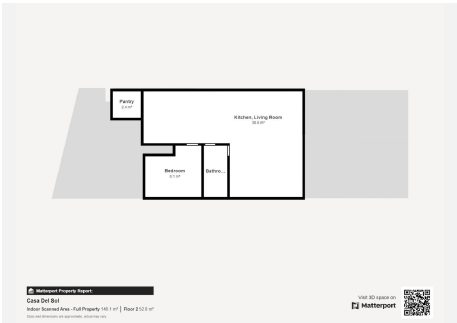 Pantry
Kitchen, Living Room
Bedroom
Bathro...
Matterport Property Report:
Casa Del Sol
Indoor Scanned Area - Full Property 140.1 m² | Floor 2 52.0 m²
Visit 3D space on
Matterport